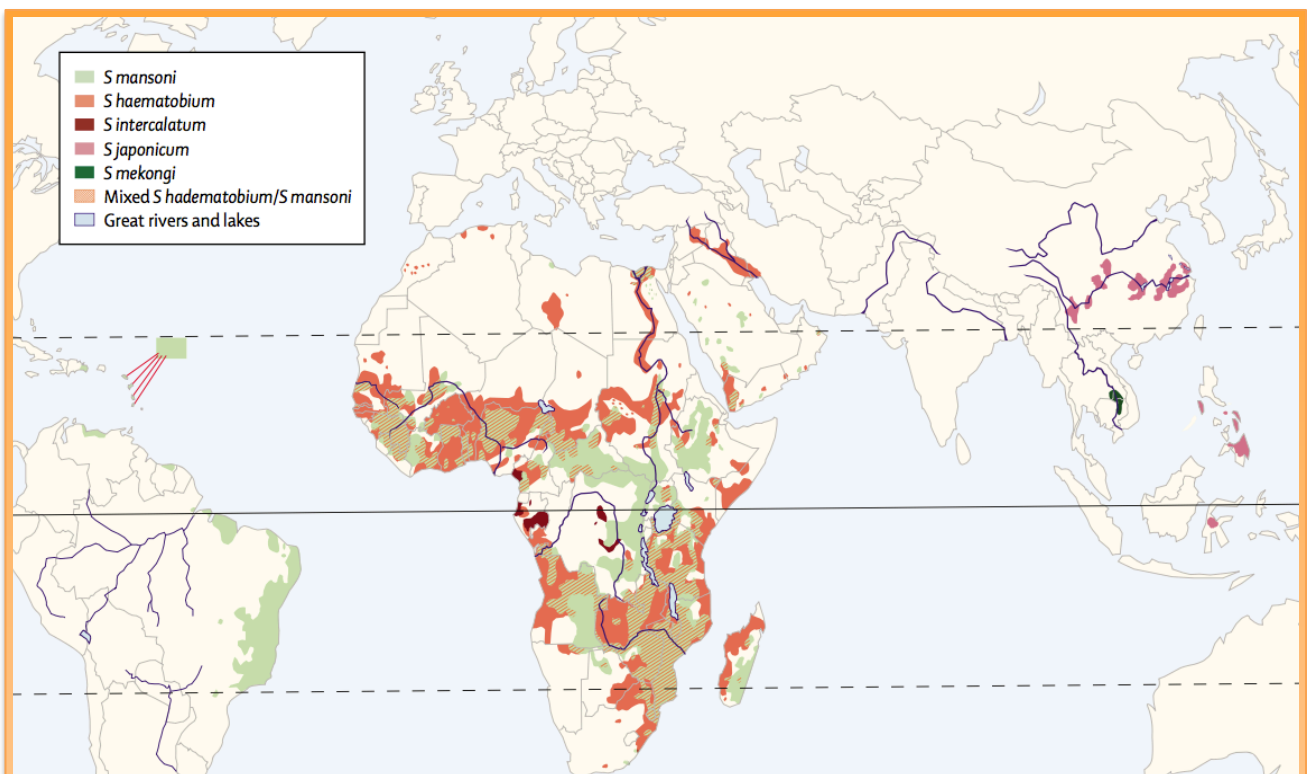 S mansoni
S haematobium
S intercalatum
S japonicum
S mekongi
Mixed S hadematobium/S mansoni
Great rivers and lakes